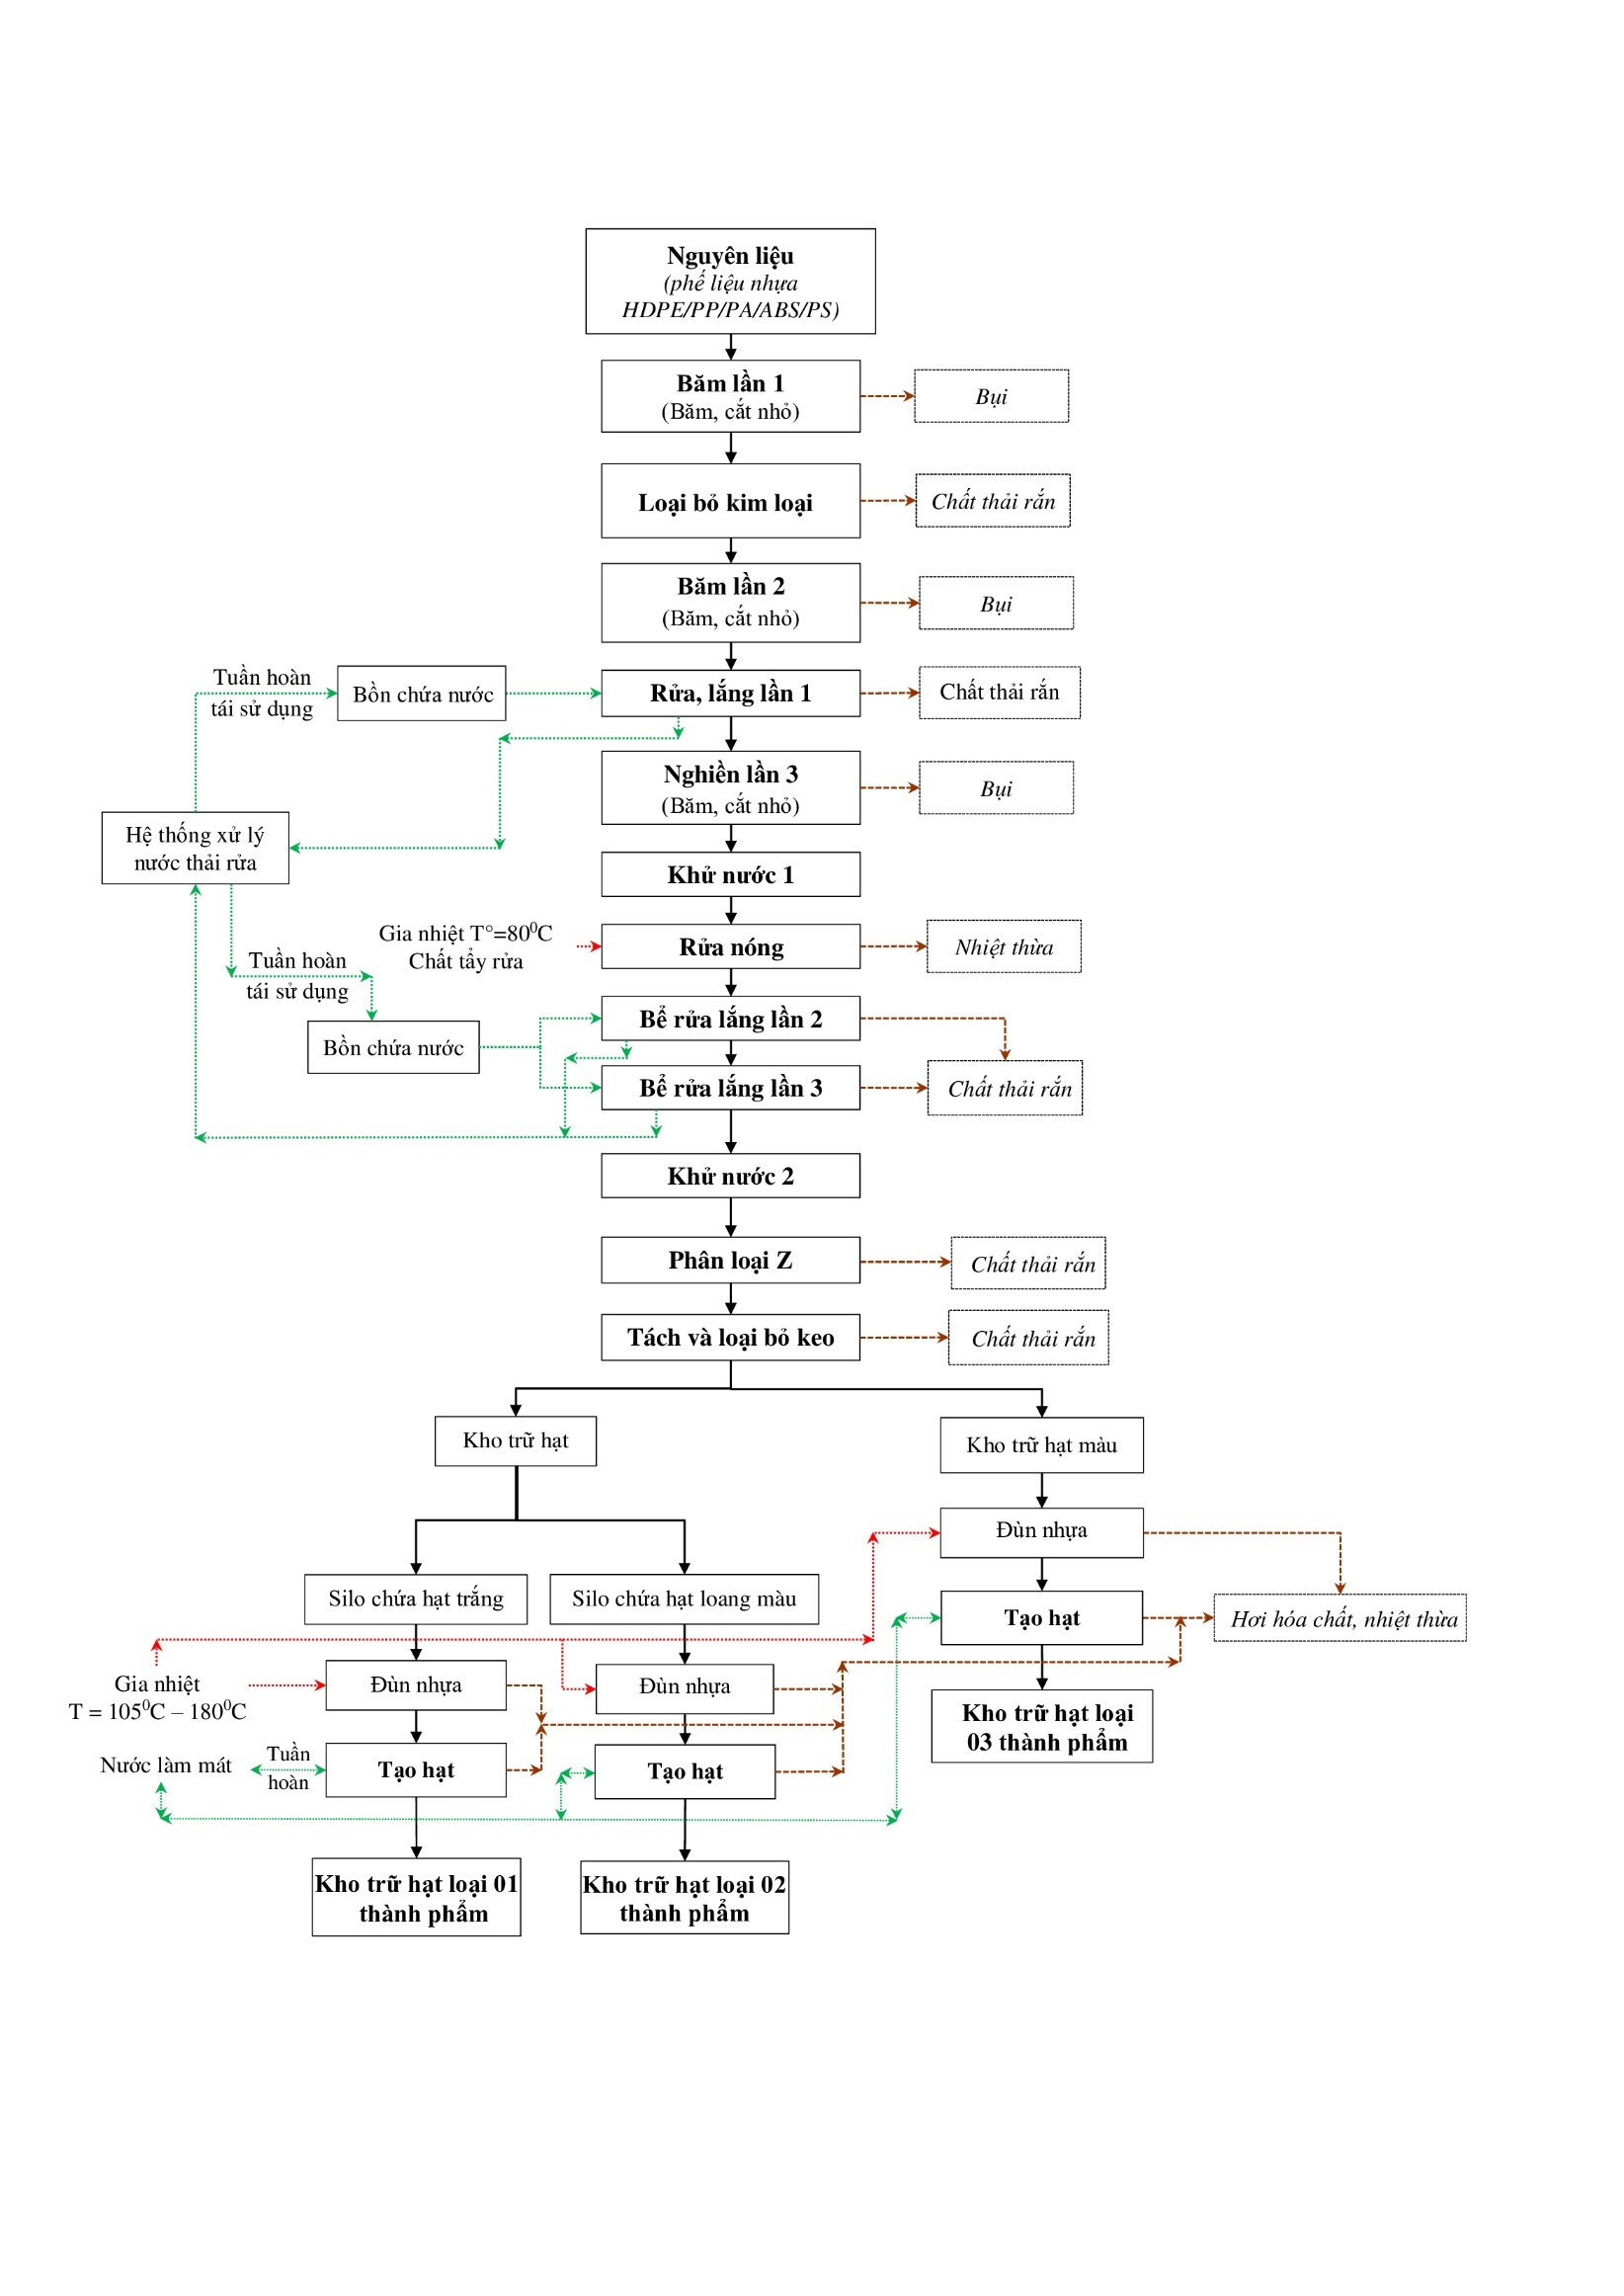 Nguyên liệu
(phế liệu nhựa
HDPE/PP/PA/ABS/PS)
Băm lần 1
(Băm, cắt nhỏ)
Bụi
Loại bỏ kim loại
Chất thải rắn
Băm lần 2
(Băm, cắt nhỏ)
Bụi
Tuần hoàn
tái sử dụng
Bồn chứa nước
Rửa, lắng lần 1
Chất thải rắn
Nghiền lần 3
(Băm, cắt nhỏ)
Bụi
Hệ thống xử lý
nước thải rửa
Khử nước 1
Gia nhiệt T°=80⁰C
Chất tẩy rửa
Rửa nóng
Nhiệt thừa
Tuần hoàn
tái sử dụng
Bồn chứa nước
Bể rửa lắng lần 2
Bể rửa lắng lần 3
Chất thải rắn
Khử nước 2
Phân loại Z
Chất thải rắn
Tách và loại bỏ keo
Chất thải rắn
Kho trữ hạt
Kho trữ hạt màu
Đùn nhựa
Silo chứa hạt trắng
Silo chứa hạt loang màu
Tạo hạt
Hơi hóa chất, nhiệt thừa
Gia nhiệt
T = 105⁰C – 180⁰C
Đùn nhựa
Đùn nhựa
Kho trữ hạt loại
03 thành phẩm
Nước làm mát
Tuần
hoàn
Tạo hạt
Tạo hạt
Kho trữ hạt loại 01
thành phẩm
Kho trữ hạt loại 02
thành phẩm